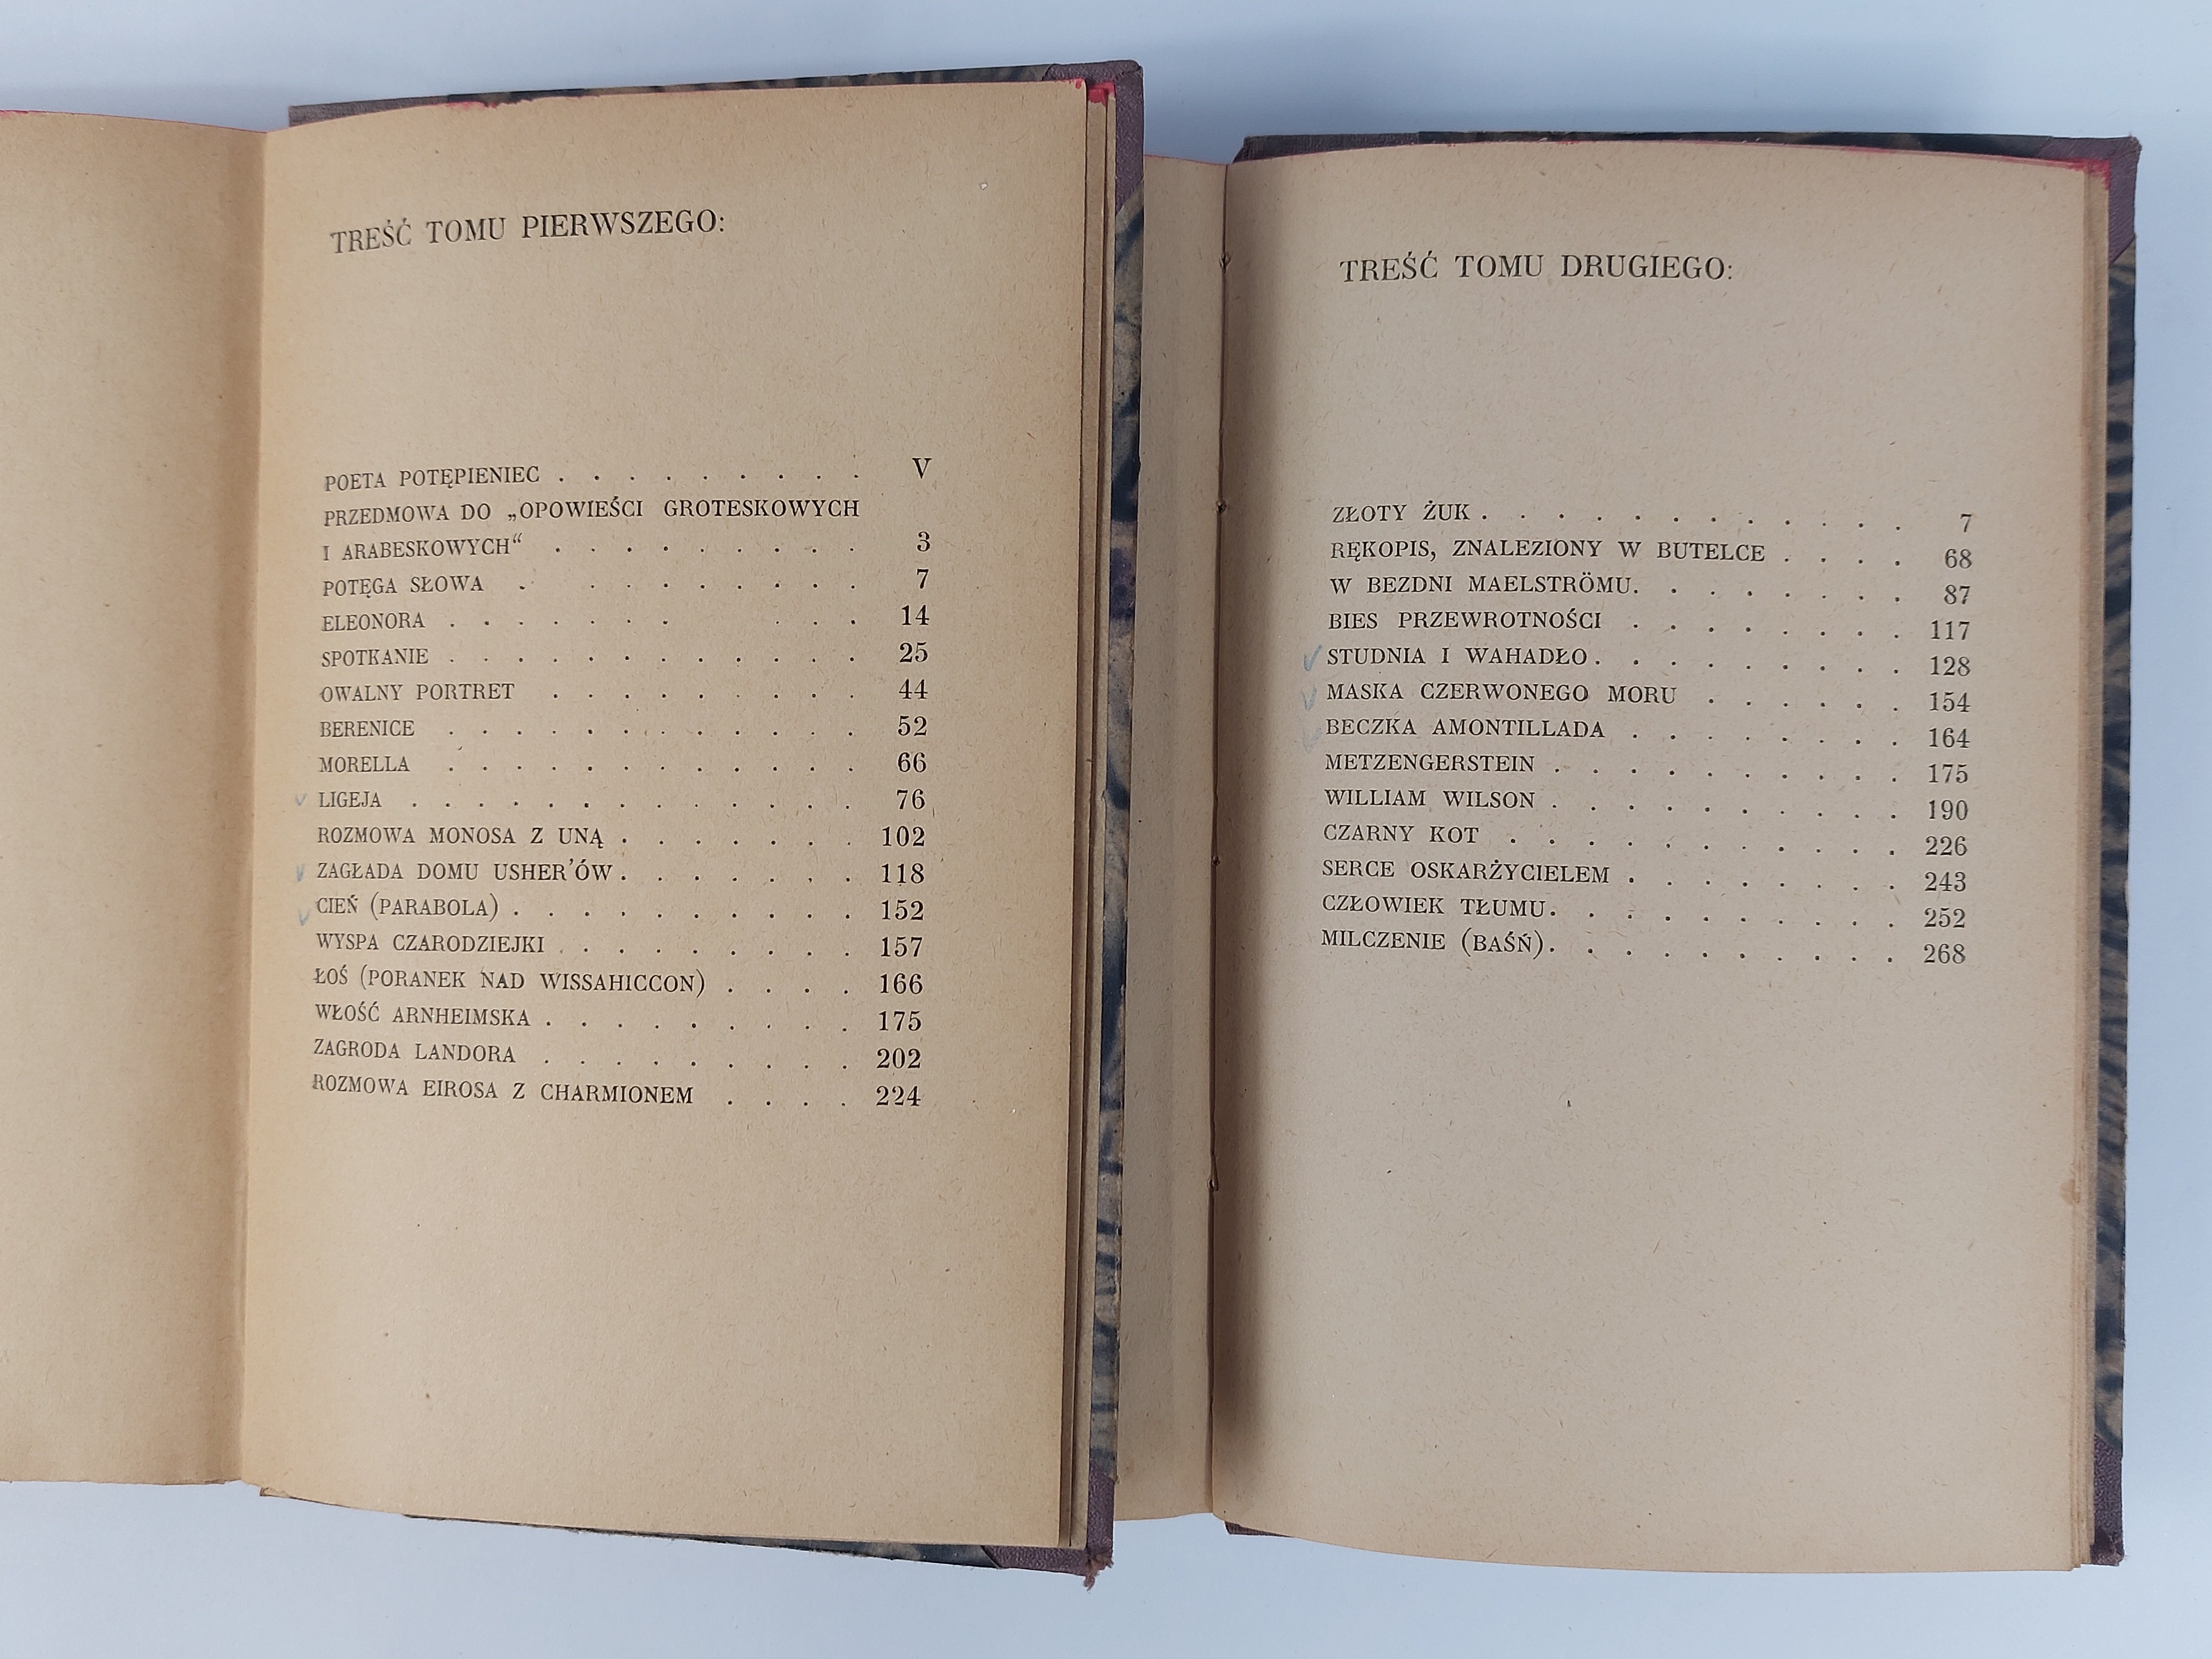 TREŚĆ TOMU PIERWSZEGO:
POETA POTĘPIENIEC . . . . . . . . . V
PRZEDMOWA DO „OPOWIEŚCI GROTESKOWYCH
I ARABESKOWYCH“ . . . . . . . . . 3
POTĘGA SŁOWA . . . . . . . . . 7
ELEONORA . . . . . . . . . 14
SPOTKANIE . . . . . . . . . . . . 25
OWALNY PORTRET . . . . . . . . . 44
BERENICE . . . . . . . . . . . . 52
MORELLA . . . . . . . . . . . . 66
LIGEJA . . . . . . . . . . . . . 76
ROZMOWA MONOSA Z UNĄ . . . . . . . 102
ZAGŁADA DOMU USHER’ÓW . . . . . . . 118
CIEŃ (PARABOLA) . . . . . . . . . . 152
WYSPA CZARODZIEJKI . . . . . . . . . 157
ŁOŚ (PORANEK NAD WISSAHICCON) . . . . 166
WŁOŚĆ ARNHEIMSKA . . . . . . . . . 175
ZAGRODA LANDORA . . . . . . . . . 202
ROZMOWA EIROSA Z CHARMIONEM . . . . 224
TREŚĆ TOMU DRUGIEGO:
ZŁOTY ŻUK . . . . . . . . . . . . 7
RĘKOPIS, ZNALEZIONY W BUTELCE . . . . 68
W BEZDNI MAELSTRÖMU . . . . . . . . 87
BIES PRZEWROTNOŚCI . . . . . . . . 117
STUDNIA I WAHADŁO . . . . . . . . . 128
MASKA CZERWONEGO MORU . . . . . . 154
BECZKA AMONTILLADA . . . . . . . . 164
METZENGERSTEIN . . . . . . . . . . 175
WILLIAM WILSON . . . . . . . . . . 190
CZARNY KOT . . . . . . . . . . . 226
SERCE OSKARŻYCIELEM . . . . . . . . 243
CZŁOWIEK TŁUMU . . . . . . . . . . 252
MILCZENIE (BAŚŃ) . . . . . . . . . . 268